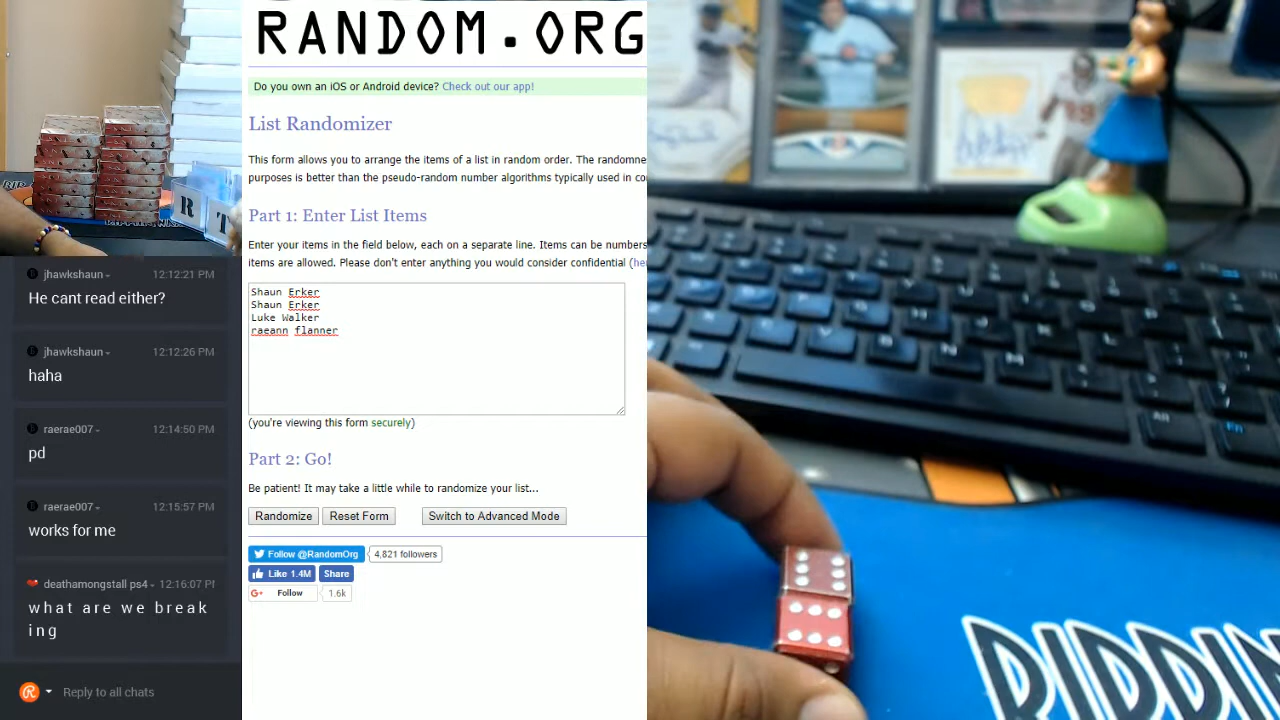 jhawkshaun
12:12:21 PM
He cant read either?
jhawkshaun
12:12:26 PM
haha
raerae007
12:14:50 PM
pd
raerae007
12:15:57 PM
works for me
deathamongstall ps4
12:16:07 PM
what are we break
ing
Reply to all chats
RANDOM.ORG
Do you own an iOS or Android device? Check out our app!
List Randomizer
This form allows you to arrange the items of a list in random order. The randomne
purposes is better than the pseudo-random number algorithms typically used in co
Part 1: Enter List Items
Enter your items in the field below, each on a separate line. Items can be numbers
items are allowed. Please don't enter anything you would consider confidential (he
Shaun Erker
Shaun Erker
Luke Walker
raeann flanner
(you're viewing this form securely)
Part 2: Go!
Be patient! It may take a little while to randomize your list...
Randomize Reset Form Switch to Advanced Mode
Follow @RandomOrg 4,821 followers
Like 1.4M Share
G+ Follow 1.6k
R T
RIPPIN